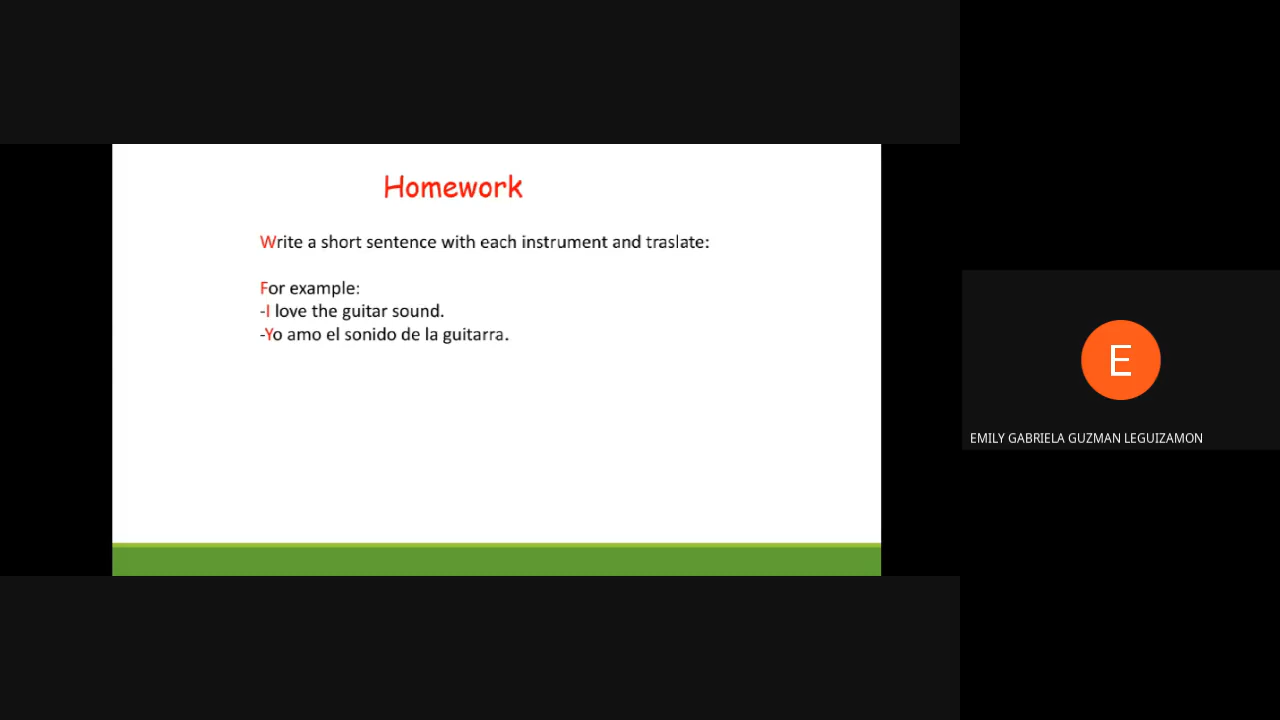 Homework
Write a short sentence with each instrument and traslate:
For example:
-I love the guitar sound.
-Yo amo el sonido de la guitarra.
E
EMILY GABRIELA GUZMAN LEGUIZAMON